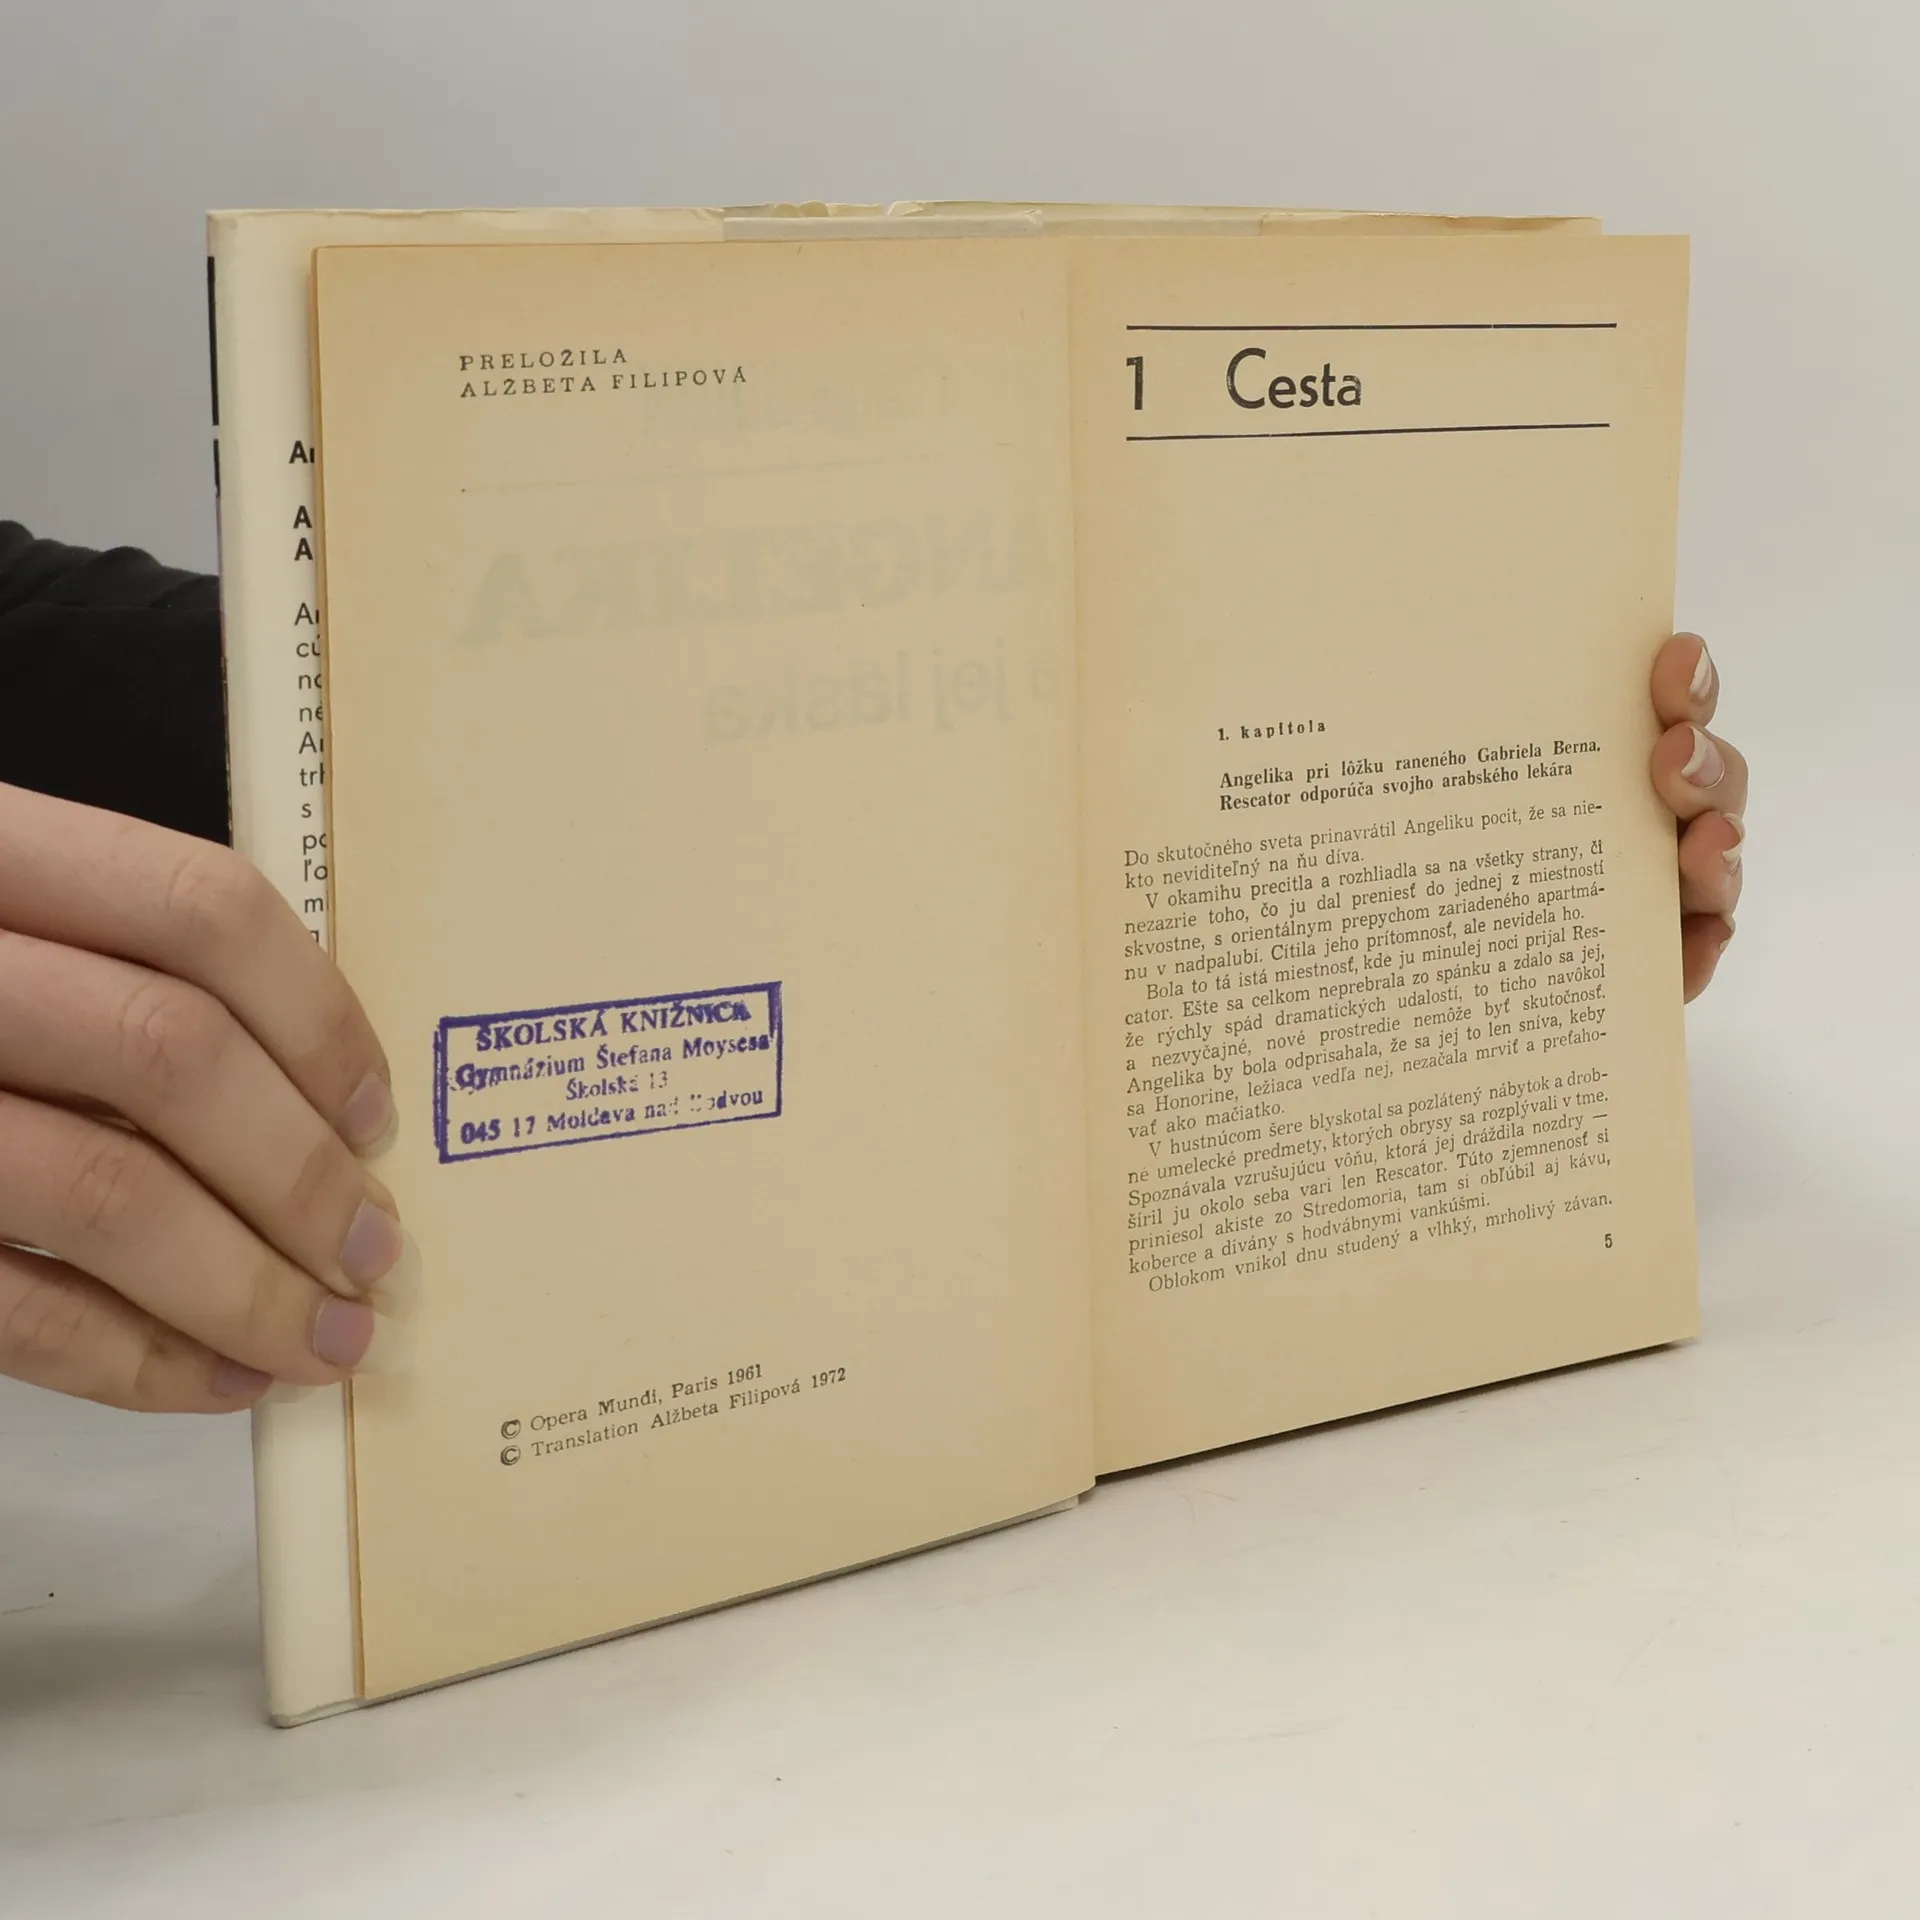 PRELOŽILA
ALŽBETA FILIPOVÁ
ŠKOLSKÁ KNIŽNICA
Gymnázium Štefana Moysesa
Školská 13
045 17 Moldava nad Bodvou
© Opera Mundi, Paris 1961
© Translation Alžbeta Filipová 1972
1 Cesta
1. kapitola
Angelika pri lôžku raneného Gabriela Berna.
Rescator odporúča svojho arabského lekára
Do skutočného sveta prinavrátil Angeliku pocit, že sa nie-
kto neviditeľný na ňu díva.
V okamihu precitla a rozhliadla sa na všetky strany, či
nezazrie toho, čo ju dal preniesť do jednej z miestností
skvostne, s orientálnym prepychom zariadeného apartmá-
nu v nadpalubí. Cítila jeho prítomnosť, ale nevidela ho.
Bola to tá istá miestnosť, kde ju minulej noci prijal Res-
cator. Ešte sa celkom neprebrala zo spánku a zdalo sa jej,
že rýchly spád dramatických udalostí, to ticho navôkol
a nezvyčajné, nové prostredie nemôže byť skutočnosť.
Angelika by bola odprisahala, že sa jej to len sníva, keby
sa Honorine, ležiaca vedľa nej, nezačala mrviť a preťaho-
vať ako mačiatko.
V hustnúcom šere blyskotal sa pozlátený nábytok a drob-
né umelecké predmety, ktorých obrysy sa rozplývali v tme.
Spoznávala vzrušujúcu vôňu, ktorá jej dráždila nozdry —
šíril ju okolo seba vari len Rescator. Túto zjemnenosť si
priniesol akiste zo Stredomoria, tam si obľúbil aj kávu,
koberce a dívány s hodvábnymi vankúšmi.
Oblokom vnikol dnu studený a vlhký, mrholivý závan.
5